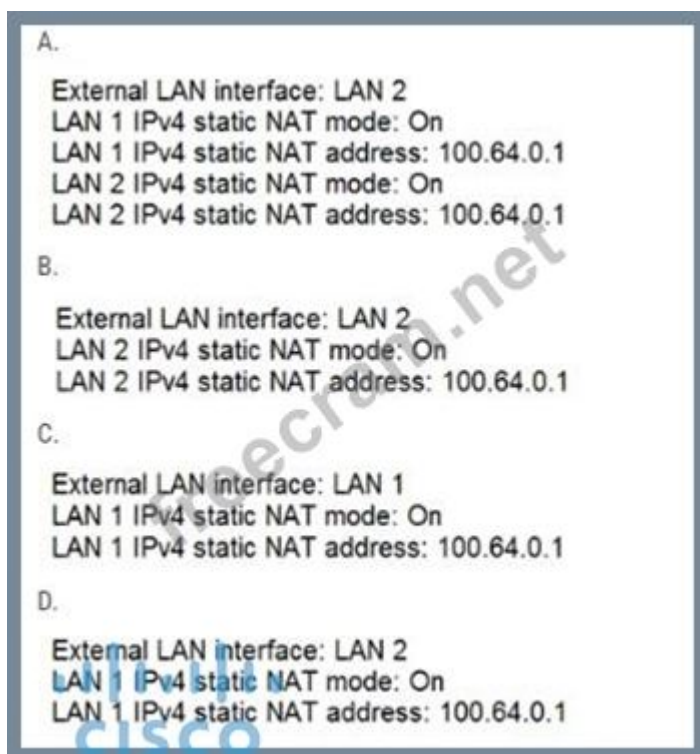 A.
External LAN interface: LAN 2
LAN 1 IPv4 static NAT mode: On
LAN 1 IPv4 static NAT address: 100.64.0.1
LAN 2 IPv4 static NAT mode: On
LAN 2 IPv4 static NAT address: 100.64.0.1
B.
External LAN interface: LAN 2
LAN 2 IPv4 static NAT mode: On
LAN 2 IPv4 static NAT address: 100.64.0.1
C.
External LAN interface: LAN 1
LAN 1 IPv4 static NAT mode: On
LAN 1 IPv4 static NAT address: 100.64.0.1
D.
External LAN interface: LAN 2
LAN 1 IPv4 static NAT mode: On
LAN 1 IPv4 static NAT address: 100.64.0.1
freecram.net
CISCO